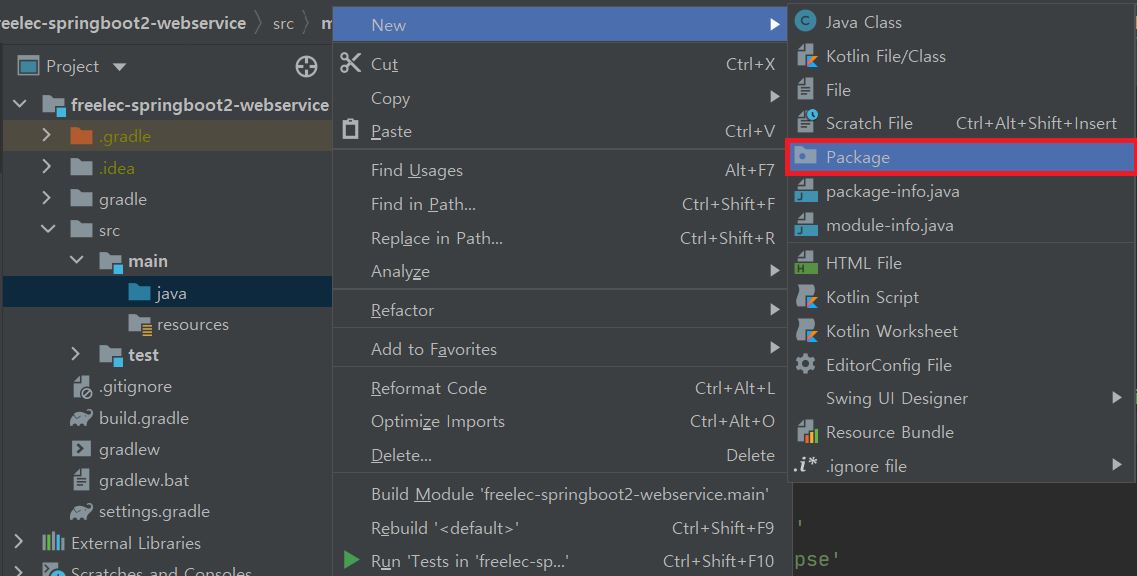 reelec-springboot2-webservice src m
Project
freelec-springboot2-webservice
.gradle
.idea
gradle
src
main
java
resources
test
.gitignore
build.gradle
gradlew
gradlew.bat
settings.gradle
External Libraries
Scratches and Consoles
New
Cut Ctrl+X
Copy
Paste Ctrl+V
Find Usages Alt+F7
Find in Path... Ctrl+Shift+F
Replace in Path... Ctrl+Shift+R
Analyze
Refactor
Add to Favorites
Reformat Code Ctrl+Alt+L
Optimize Imports Ctrl+Alt+O
Delete... Delete
Build Module 'freelec-springboot2-webservice.main'
Rebuild '<default>' Ctrl+Shift+F9
Run 'Tests in 'freelec-sp...' Ctrl+Shift+F10
C Java Class
Kotlin File/Class
File
Scratch File Ctrl+Alt+Shift+Insert
Package
J package-info.java
J module-info.java
H HTML File
Kotlin Script
Kotlin Worksheet
EditorConfig File
Swing UI Designer
Resource Bundle
.i* .ignore file
'
pse'